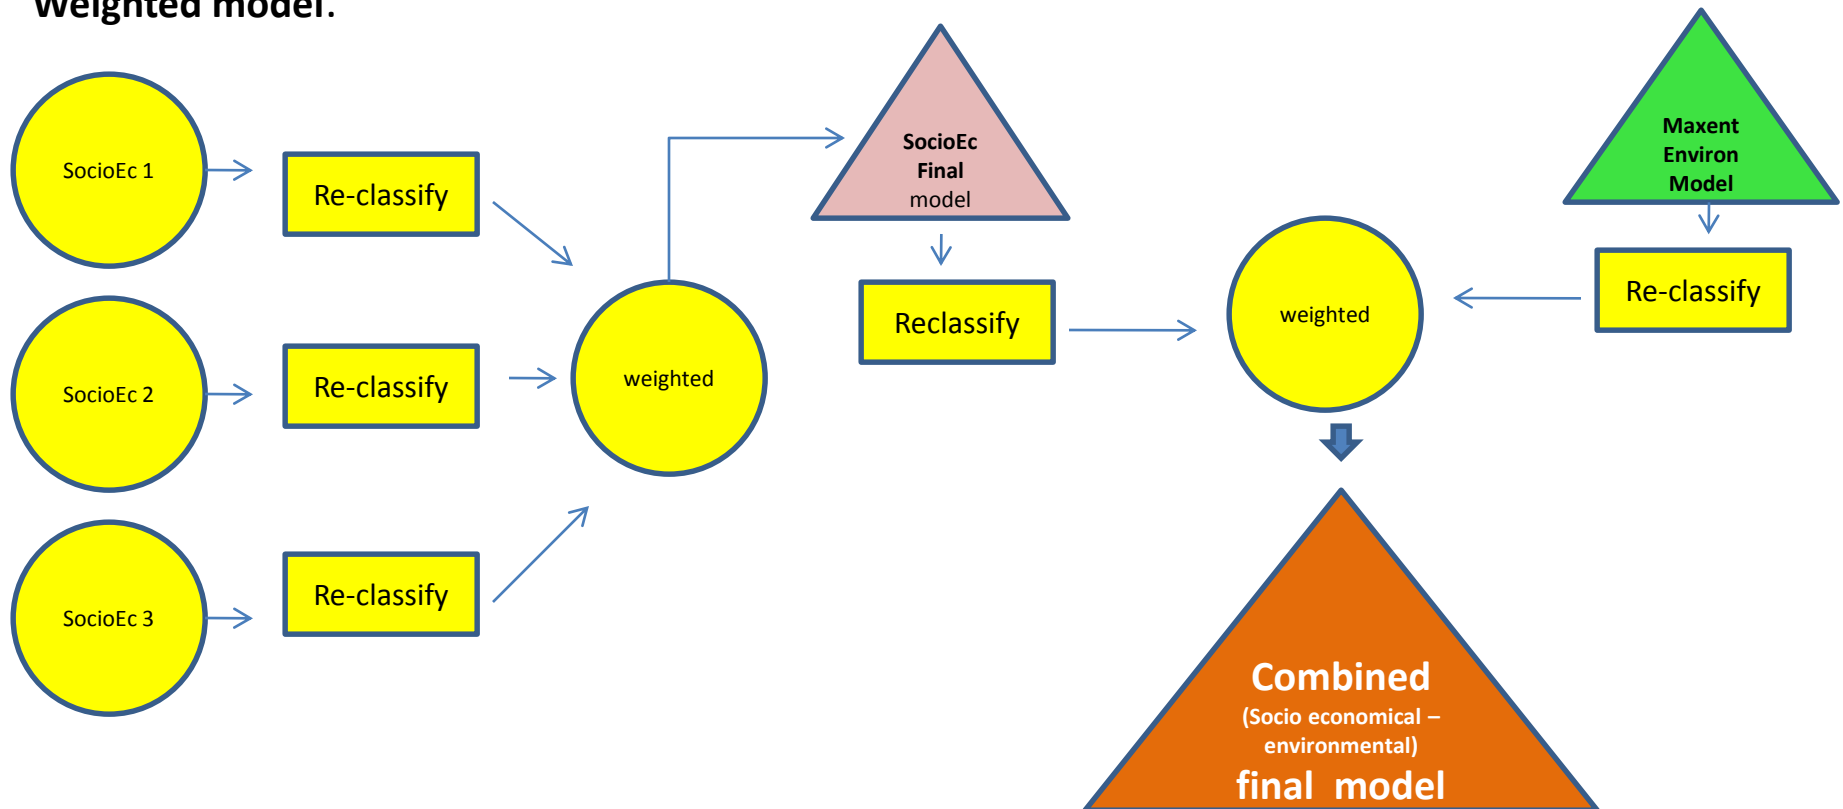 Weighted model.
SocioEc 1
Re-classify
SocioEc 2
Re-classify
SocioEc 3
Re-classify
weighted
SocioEc
Final
model
Reclassify
weighted
Maxent
Environ
Model
Re-classify
Combined
(Socio economical –
environmental)
final model